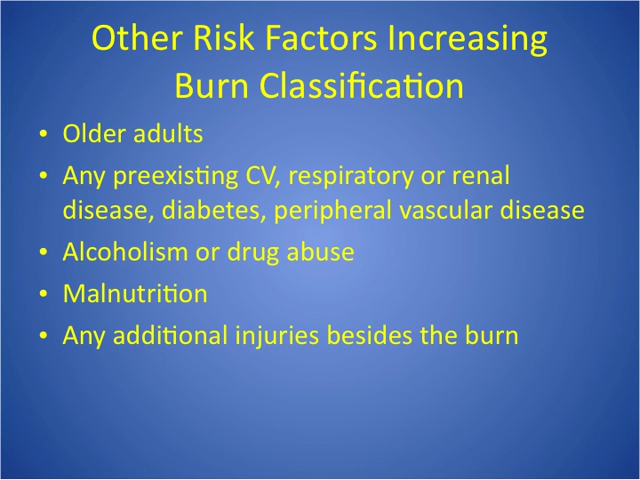 Other Risk Factors Increasing
Burn Classification
• Older adults
• Any preexisting CV, respiratory or renal
disease, diabetes, peripheral vascular disease
• Alcoholism or drug abuse
• Malnutrition
• Any additional injuries besides the burn